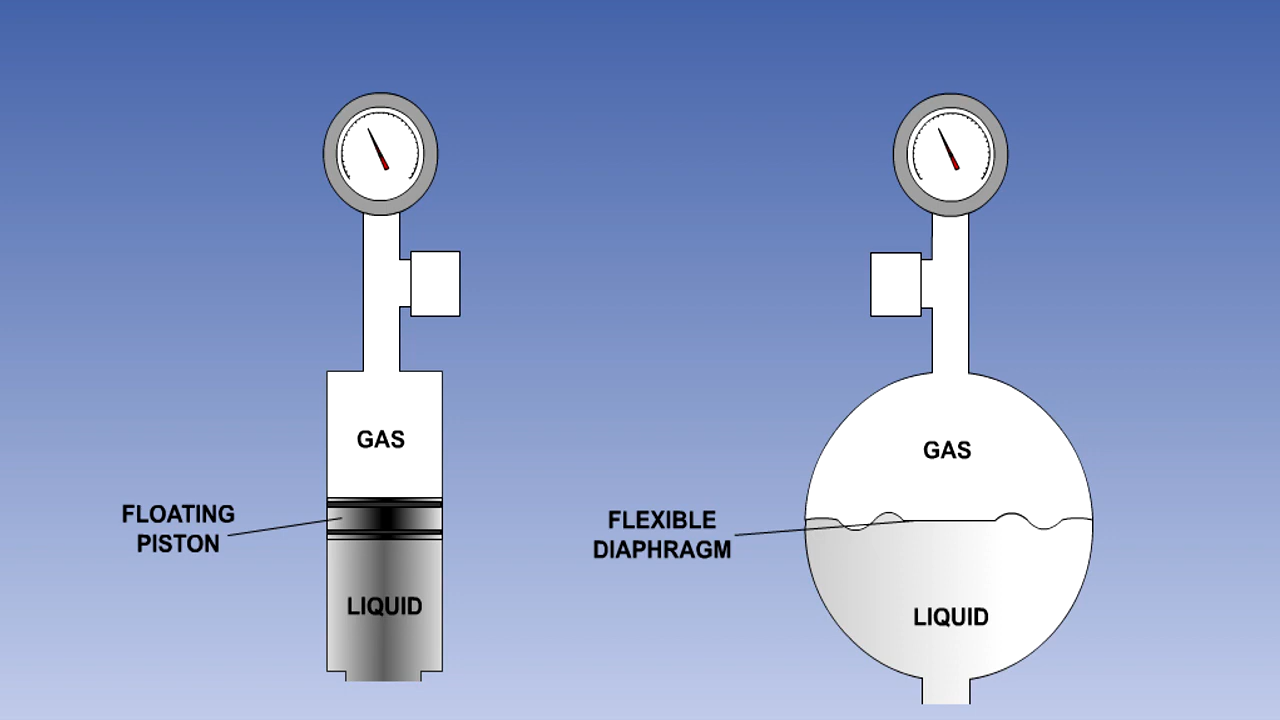 GAS
FLOATING
PISTON
LIQUID
GAS
FLEXIBLE
DIAPHRAGM
LIQUID